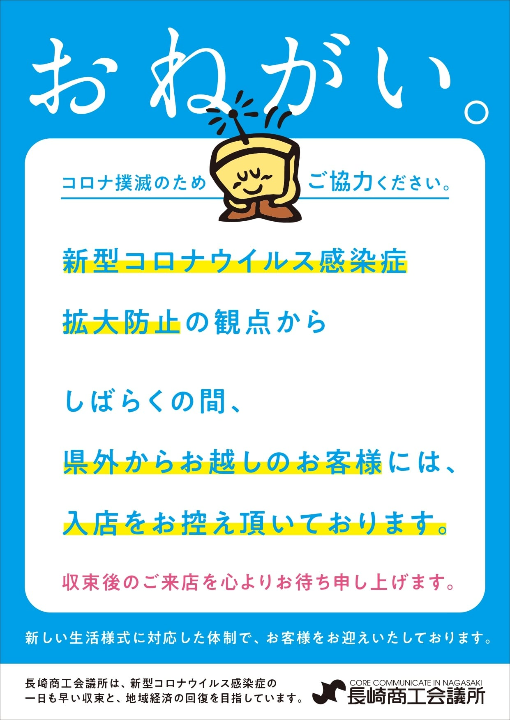 おねがい。
コロナ撲滅のため ご協力ください。
新型コロナウイルス感染症
拡大防止の観点から
しばらくの間、
県外からお越しのお客様には、
入店をお控え頂いております。
収束後のご来店を心よりお待ち申し上げます。
新しい生活様式に対応した体制で、お客様をお迎えいたしております。
長崎商工会議所は、新型コロナウイルス感染症の
一日も早い収束と、地域経済の回復を目指しています。
CORE COMMUNICATE IN NAGASAKI
長崎商工会議所